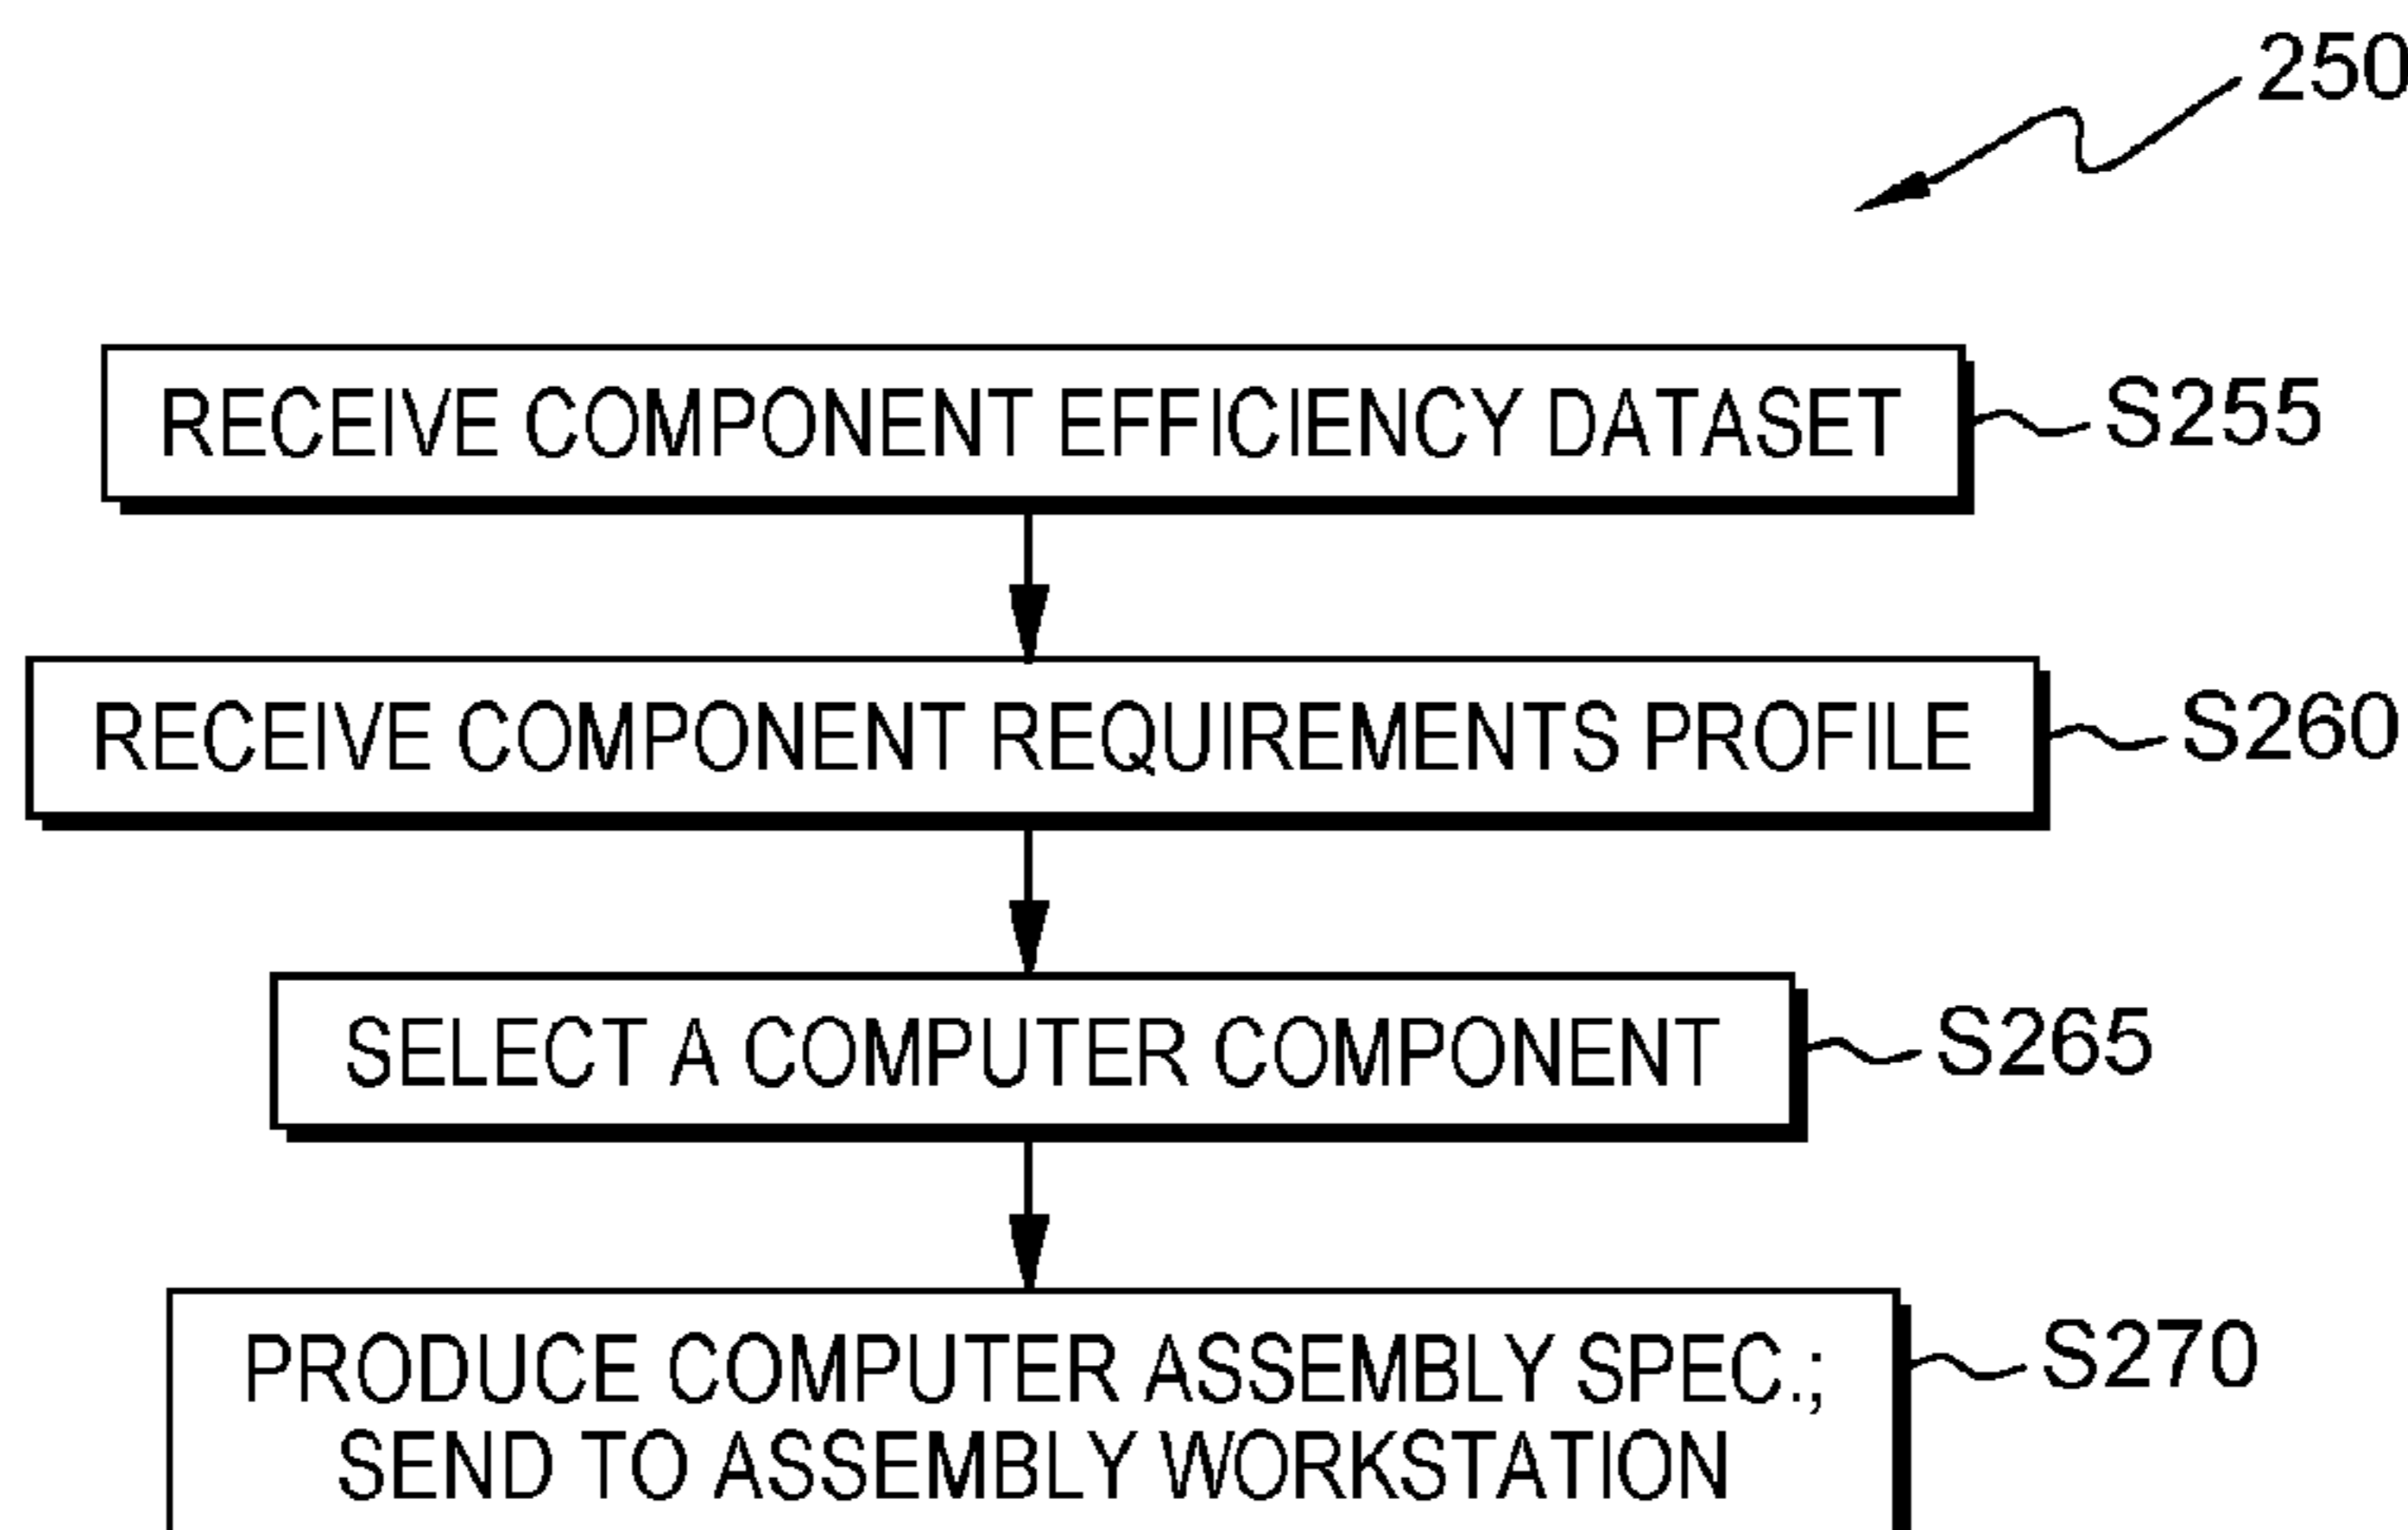 250
RECEIVE COMPONENT EFFICIENCY DATASET
S255
RECEIVE COMPONENT REQUIREMENTS PROFILE
S260
SELECT A COMPUTER COMPONENT
S265
PRODUCE COMPUTER ASSEMBLY SPEC.;
SEND TO ASSEMBLY WORKSTATION
S270